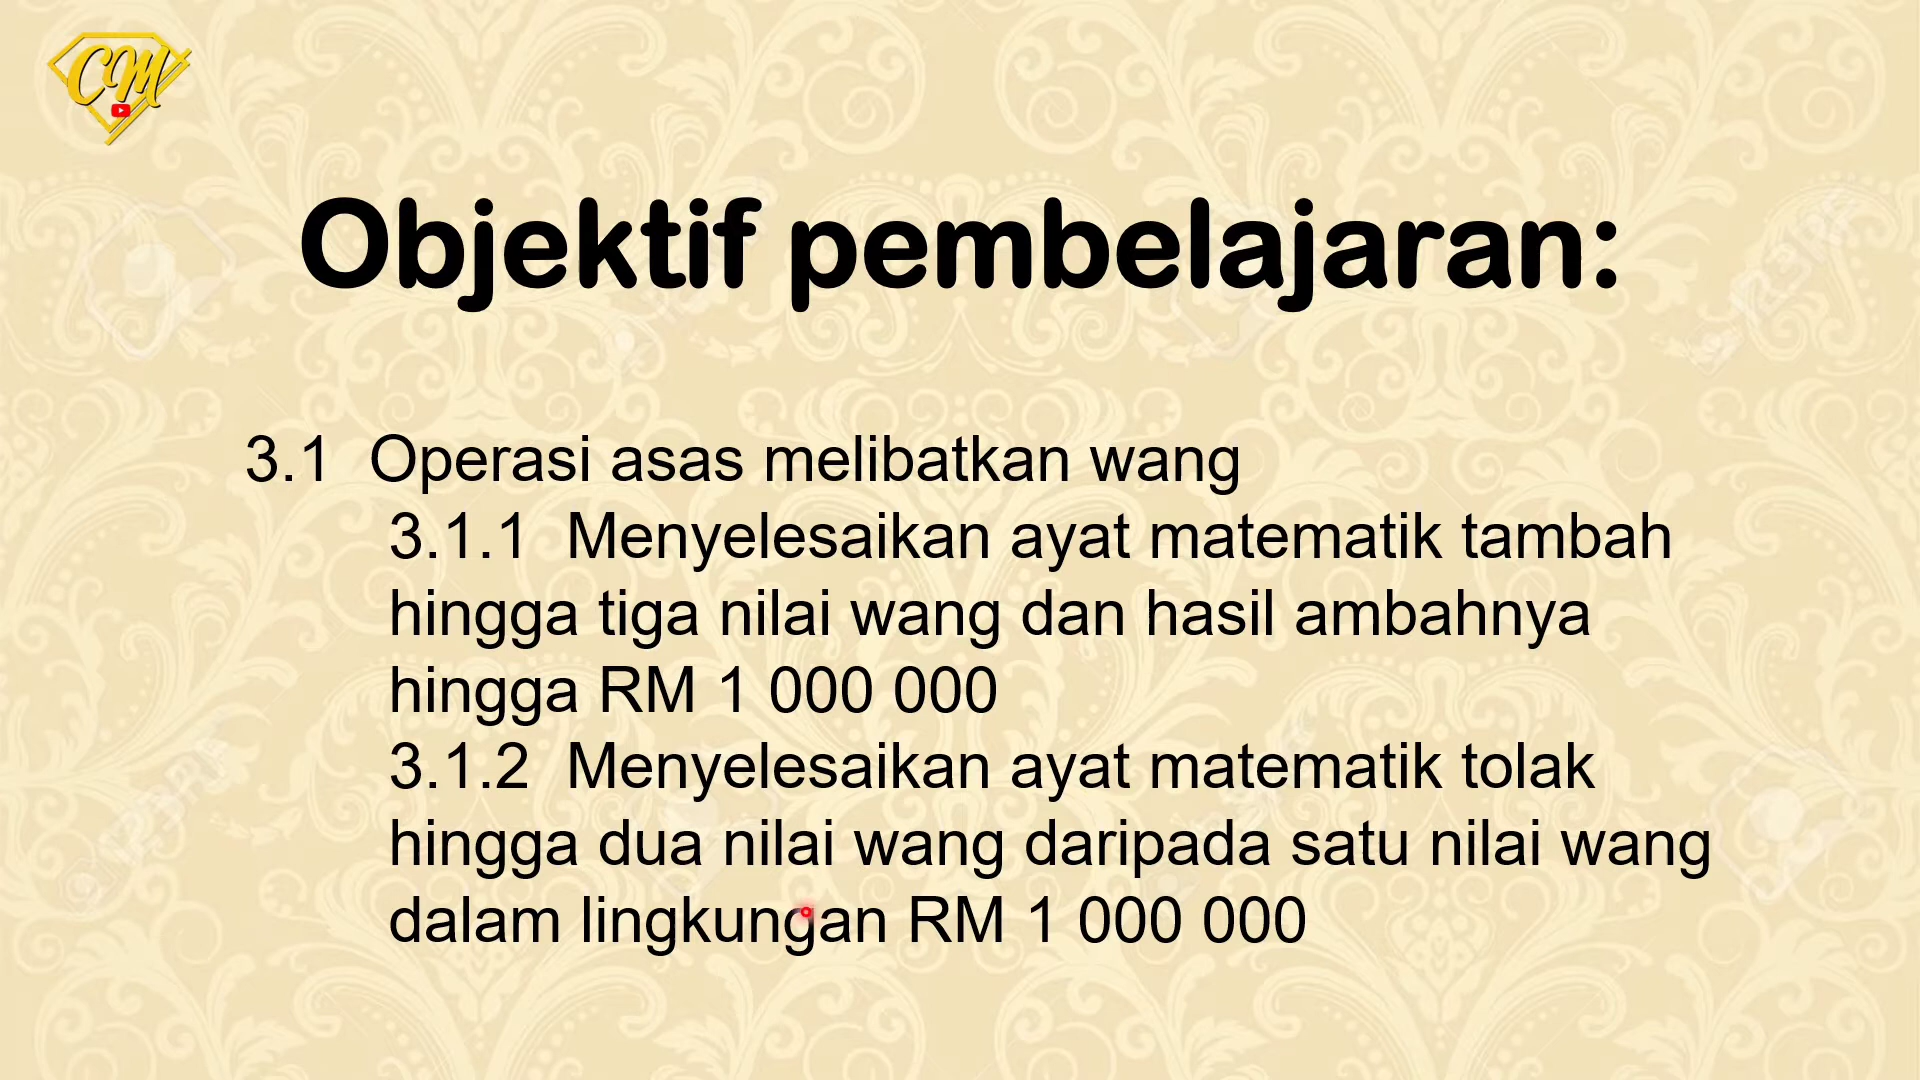 CM
Objektif pembelajaran:
3.1 Operasi asas melibatkan wang
3.1.1 Menyelesaikan ayat matematik tambah
hingga tiga nilai wang dan hasil ambahnya
hingga RM 1 000 000
3.1.2 Menyelesaikan ayat matematik tolak
hingga dua nilai wang daripada satu nilai wang
dalam lingkungan RM 1 000 000